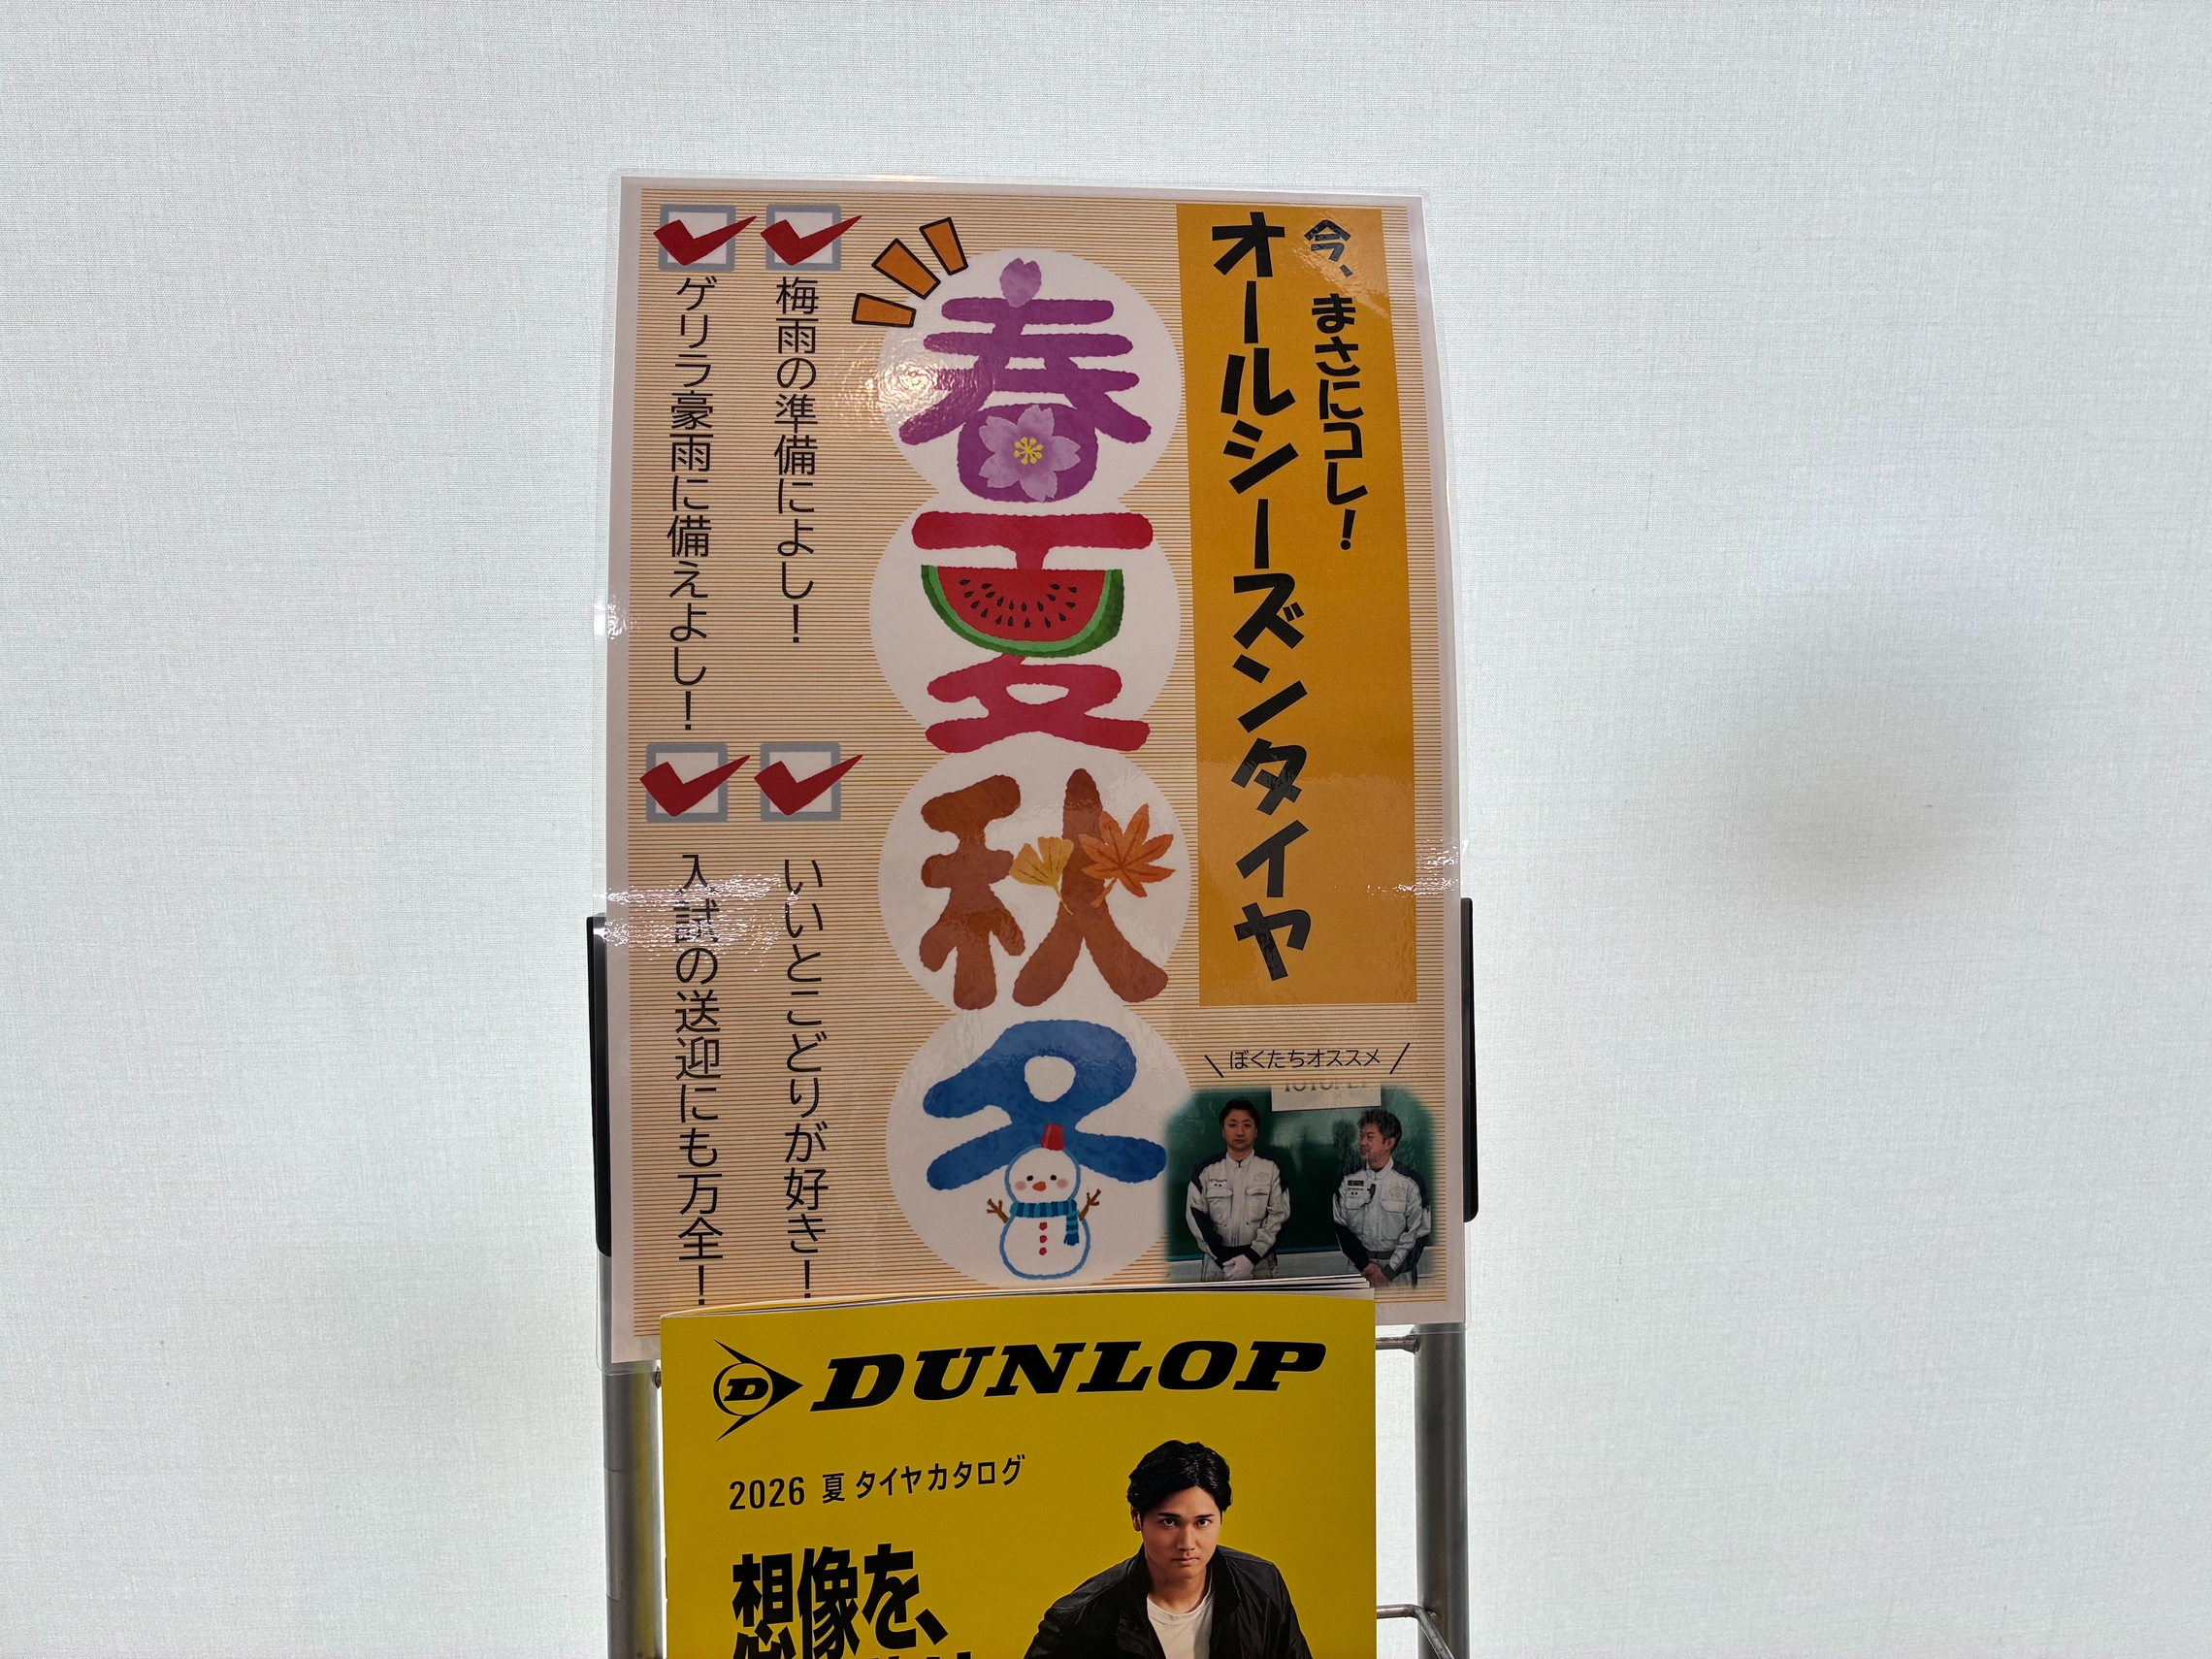 今、まさにコレ!
オールシーズンタイヤ
春夏秋冬
梅雨の準備によし!
ゲリラ豪雨に備えよし!
いいとこどりが好き!
入試の送迎にも万全!
ぼくたちオススメ
DUNLOP
2026 夏 タイヤカタログ
想像を、